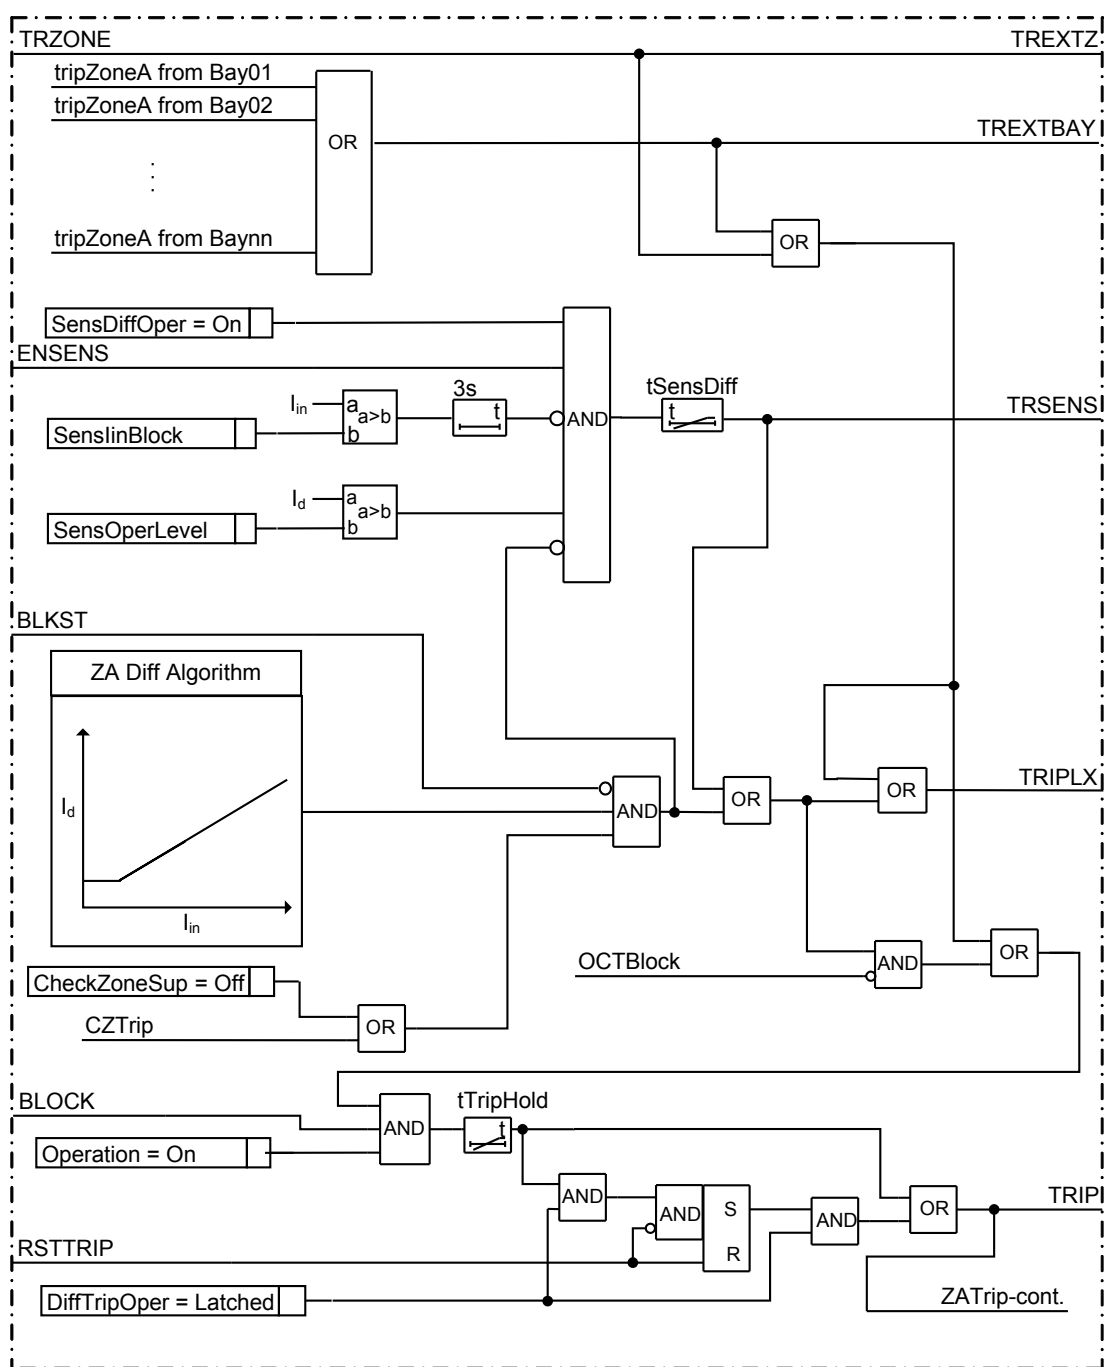 TRZONE TREXTZ
tripZoneA from Bay01
tripZoneA from Bay02
TREXTBAY
OR
tripZoneA from Baynn
OR
SensDiffOper = On
ENSENS
3s
tSensDiff
Iin a
a>b
b
t
AND
t
TRSENS
SensIinBlock
Id a
a>b
b
SensOperLevel
BLKST
ZA Diff Algorithm
Id
Iin
AND
OR
OR
TRIPLX
OCTBlock
AND
OR
CheckZoneSup = Off
CZTrip
OR
BLOCK
tTripHold
AND
t
Operation = On
AND
AND
S
R
AND
OR
TRIP
RSTTRIP
DiffTripOper = Latched
ZATrip-cont.